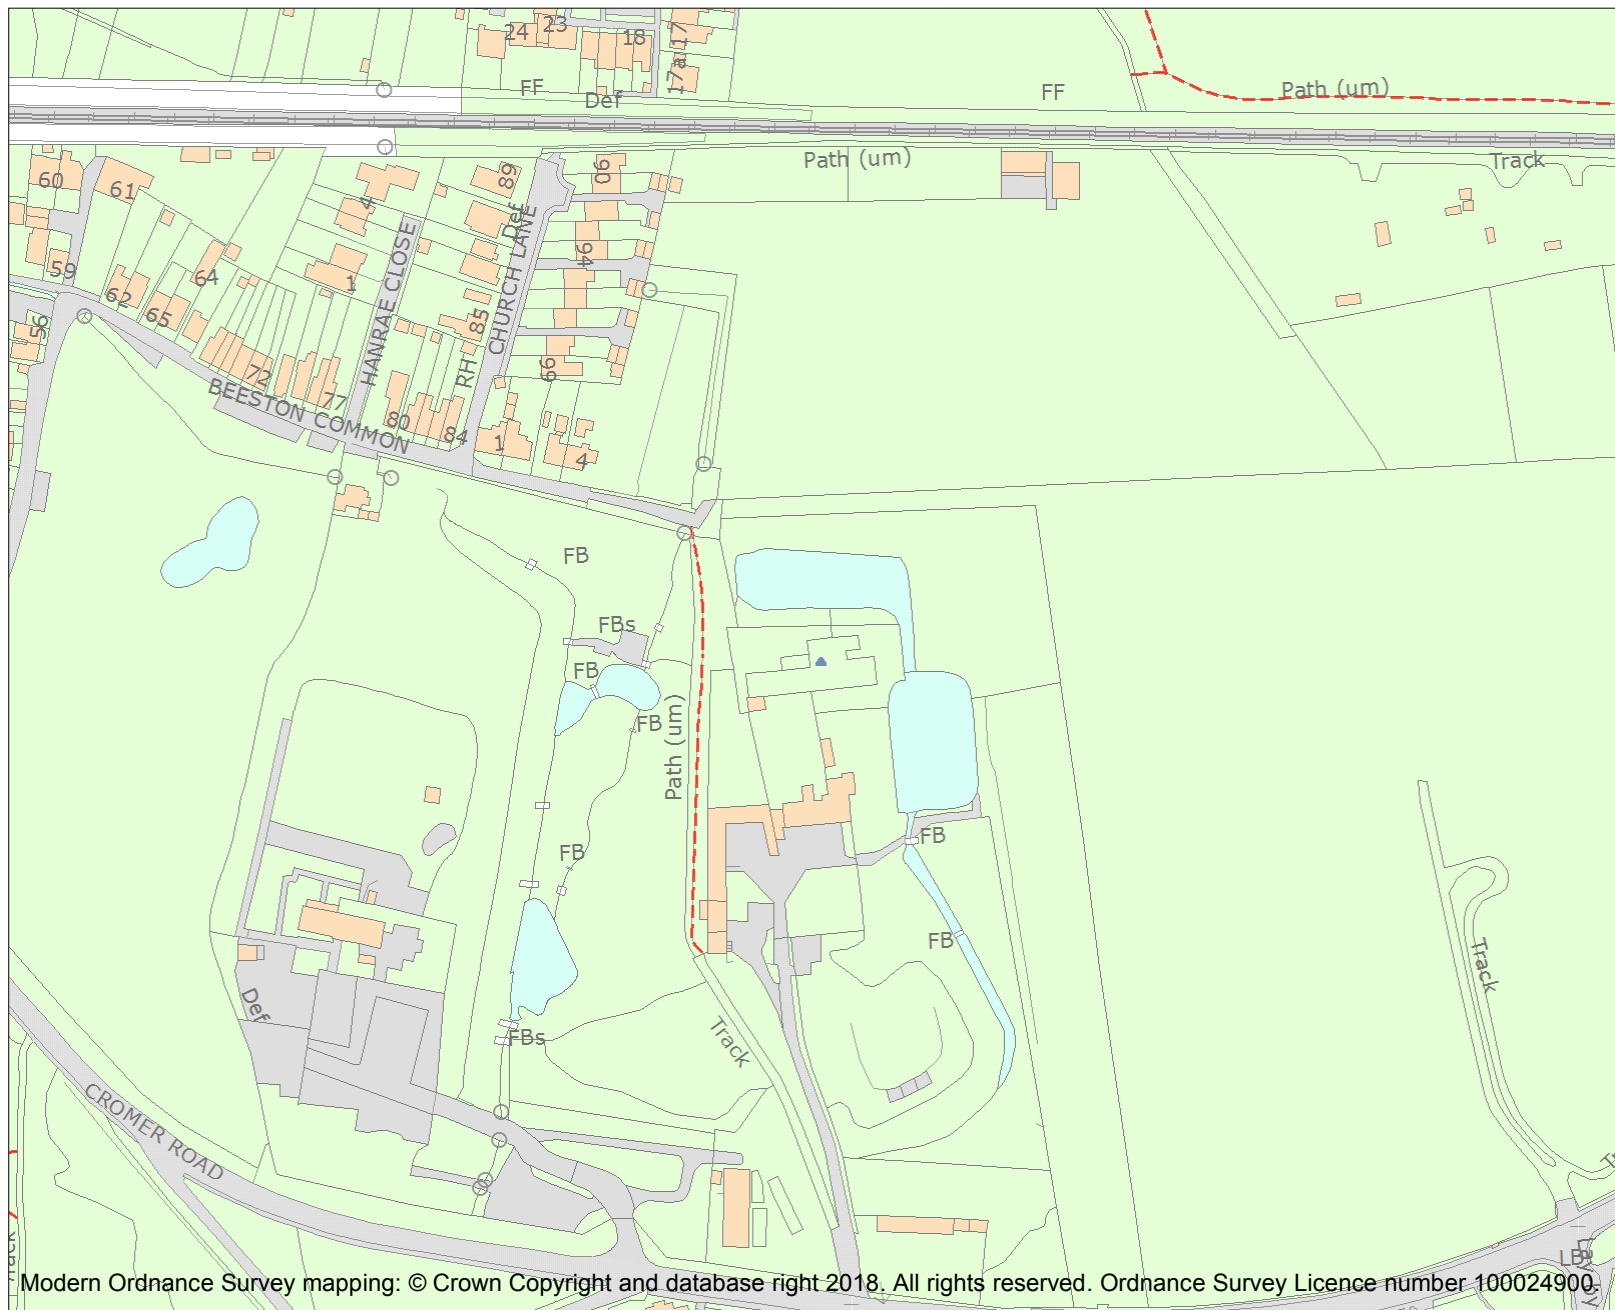 24
23
18
17
17a
FF
Def
FF
Path (um)
Path (um)
Track
60
61
4
89
Def
90
59
62
64
65
1
94
56
HANRAE CLOSE
CHURCH LANE
85
RH
99
72
77
80
84
1
4
BEESTON COMMON
FB
FBs
FB
FB
Path (um)
FB
FB
FB
Def
FBs
Track
Track
CROMER ROAD
LB
Lay-by
Modern Ordnance Survey mapping: © Crown Copyright and database right 2018. All rights reserved. Ordnance Survey Licence number 100024900.